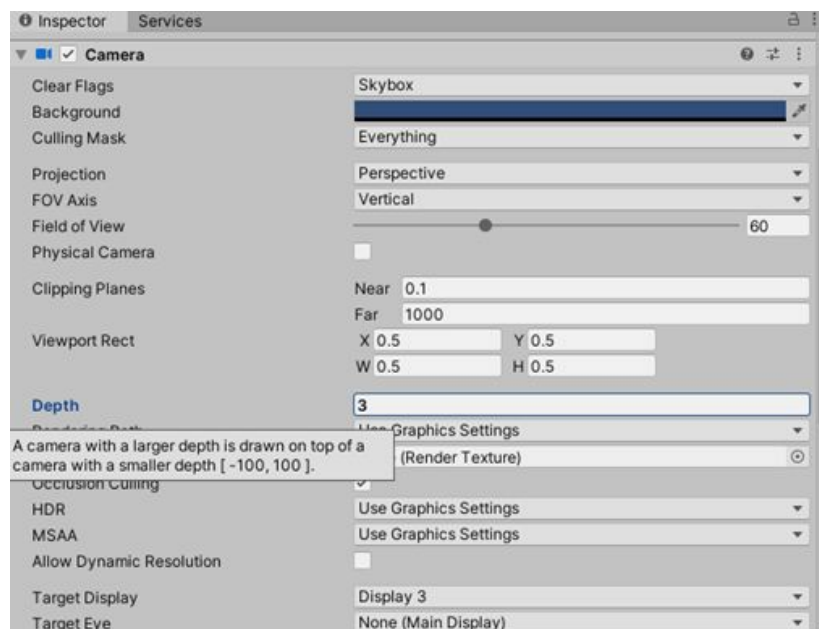 Inspector Services
Camera
Clear Flags Skybox
Background
Culling Mask Everything
Projection Perspective
FOV Axis Vertical
Field of View 60
Physical Camera
Clipping Planes Near 0.1
Far 1000
Viewport Rect X 0.5 Y 0.5
W 0.5 H 0.5
Depth 3
Use Graphics Settings
A camera with a larger depth is drawn on top of a
camera with a smaller depth [ -100, 100 ].
(Render Texture)
Occlusion Culling
HDR Use Graphics Settings
MSAA Use Graphics Settings
Allow Dynamic Resolution
Target Display Display 3
Target Eye None (Main Display)